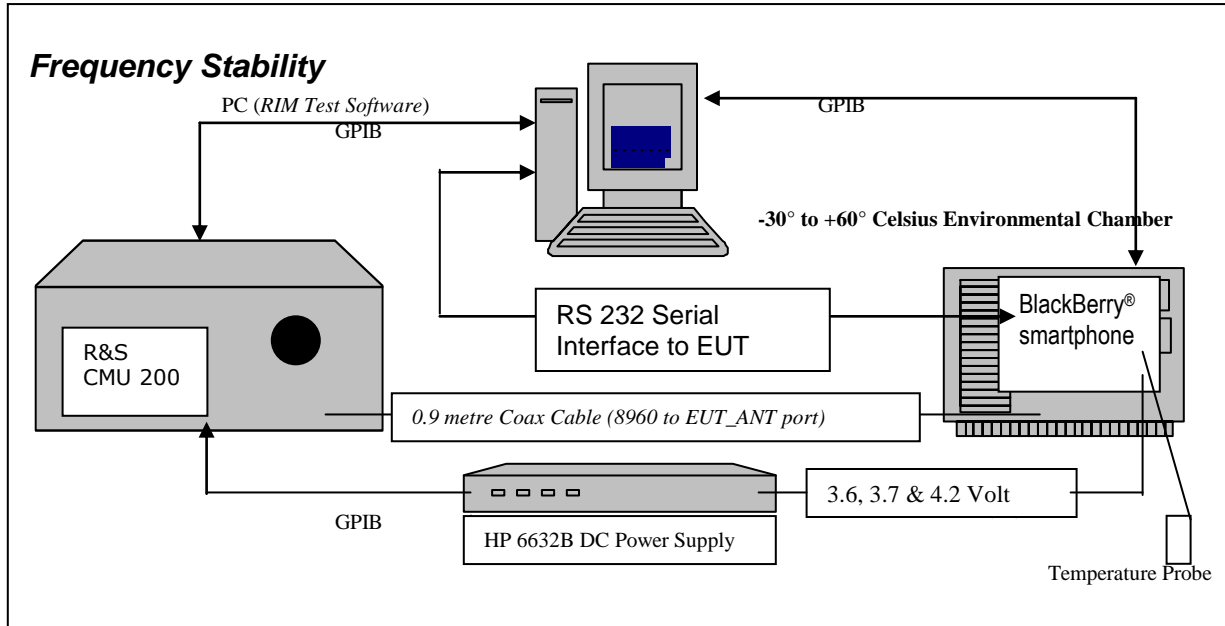 Frequency Stability
PC (RIM Test Software)
GPIB
GPIB
-30° to +60° Celsius Environmental Chamber
RS 232 Serial
Interface to EUT
BlackBerry®
smartphone
R&S
CMU 200
0.9 metre Coax Cable (8960 to EUT_ANT port)
3.6, 3.7 & 4.2 Volt
GPIB
HP 6632B DC Power Supply
Temperature Probe